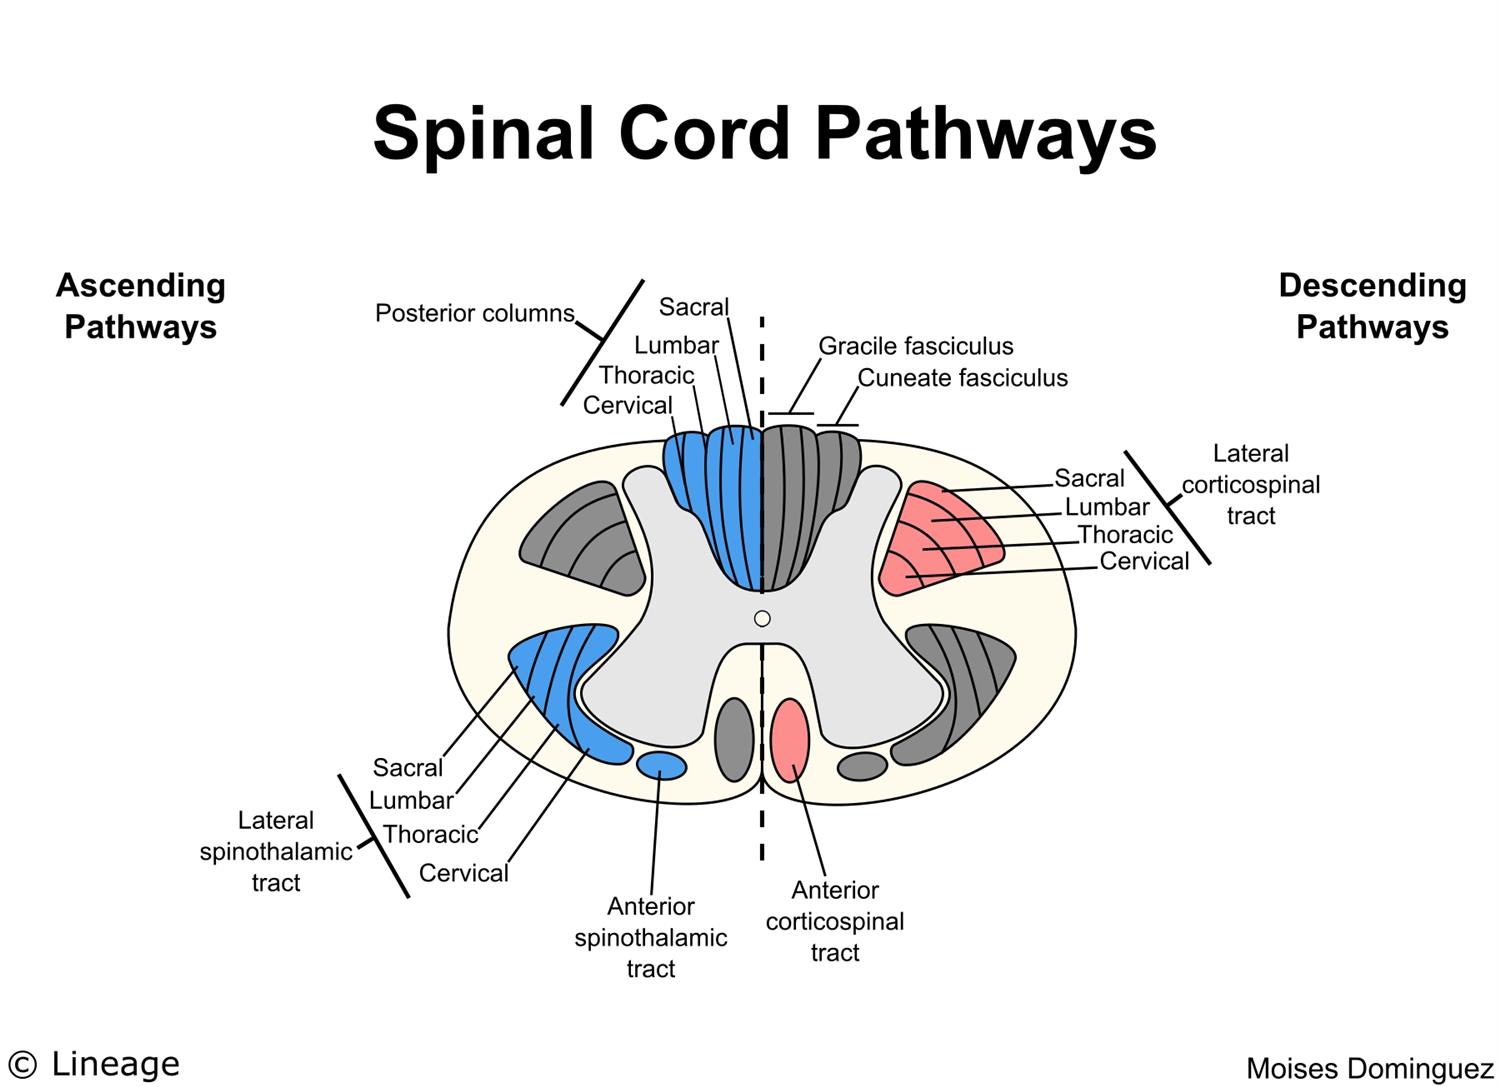 Spinal Cord Pathways
Ascending
Pathways
Descending
Pathways
Posterior columns
Sacral
Lumbar
Thoracic
Cervical
Gracile fasciculus
Cuneate fasciculus
Lateral
corticospinal
tract
Sacral
Lumbar
Thoracic
Cervical
Sacral
Lumbar
Thoracic
Cervical
Lateral
spinothalamic
tract
Anterior
spinothalamic
tract
Anterior
corticospinal
tract
© Lineage
Moises Dominguez